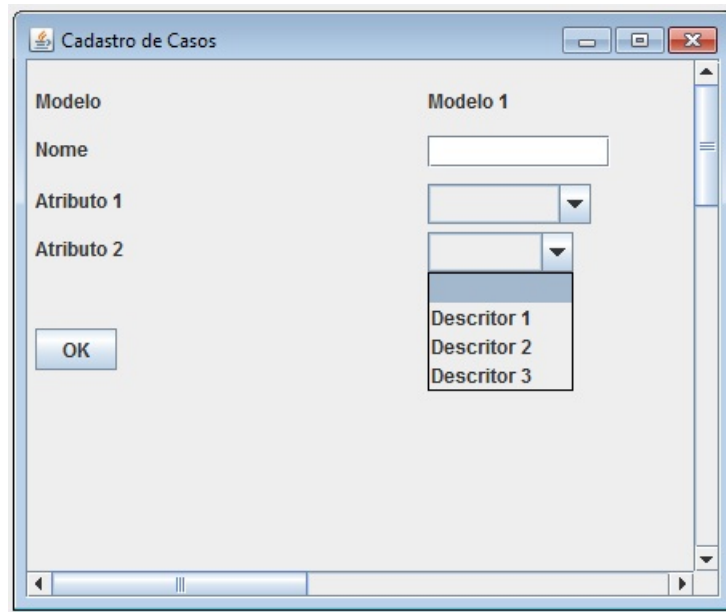 Cadastro de Casos
Modelo Modelo 1
Nome
Atributo 1
Atributo 2
Descritor 1
Descritor 2
Descritor 3
OK